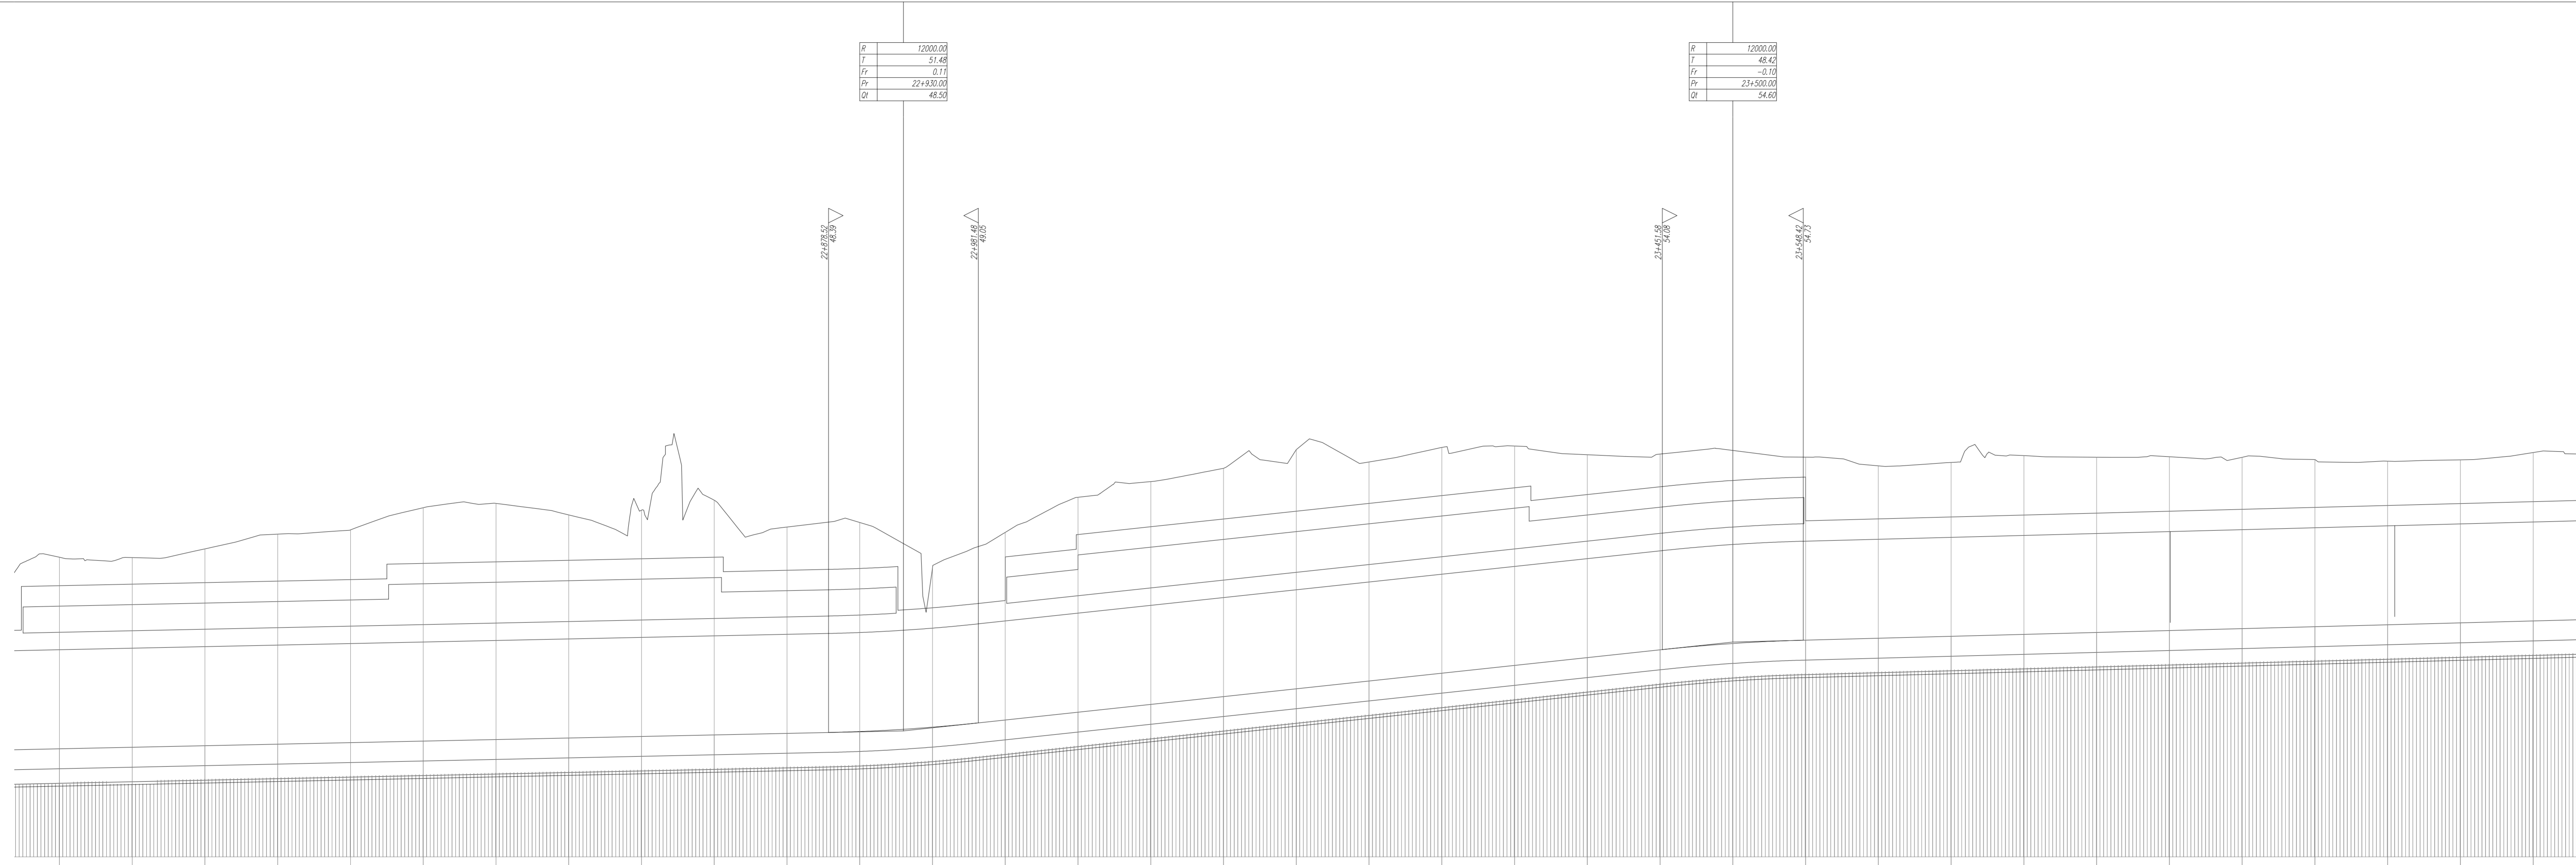 R 12000.00
T 51.48
Fr 0.11
Pr 22+930.00
Qt 48.50
R 12000.00
T 48.42
Fr -0.10
Pr 23+500.00
Qt 54.60
22+878.52
48.39
22+981.48
49.05
23+451.58
54.08
23+548.42
54.73